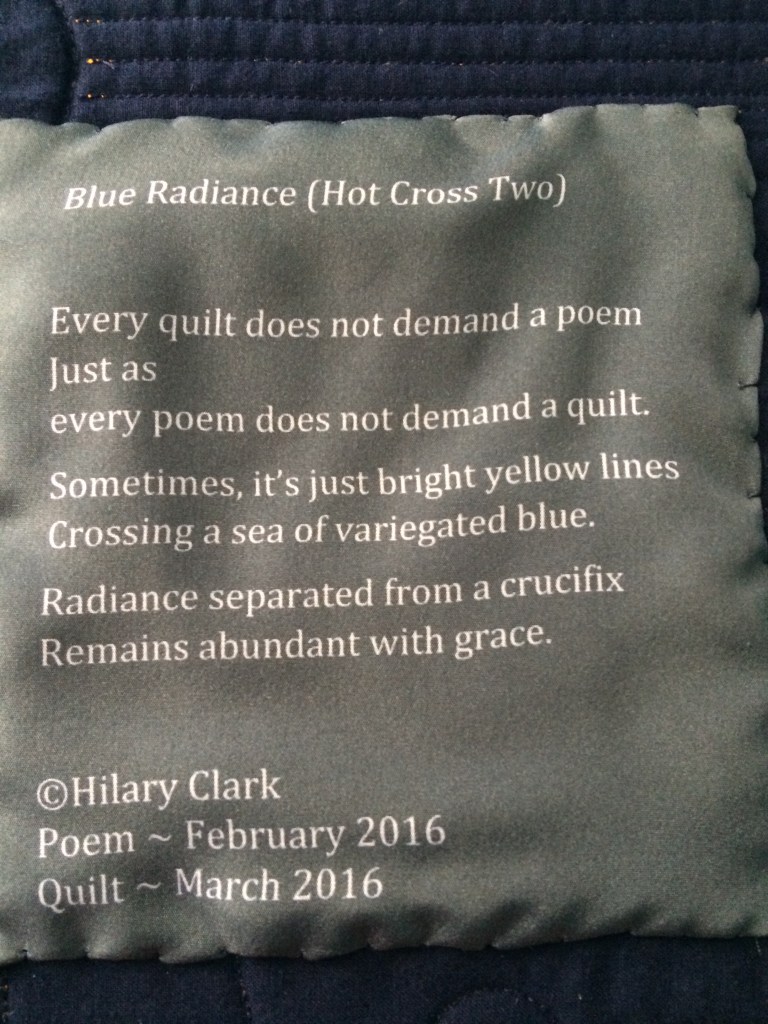 Blue Radiance (Hot Cross Two)
Every quilt does not demand a poem
Just as
every poem does not demand a quilt.
Sometimes, it's just bright yellow lines
Crossing a sea of variegated blue.
Radiance separated from a crucifix
Remains abundant with grace.
©Hilary Clark
Poem ~ February 2016
Quilt ~ March 2016